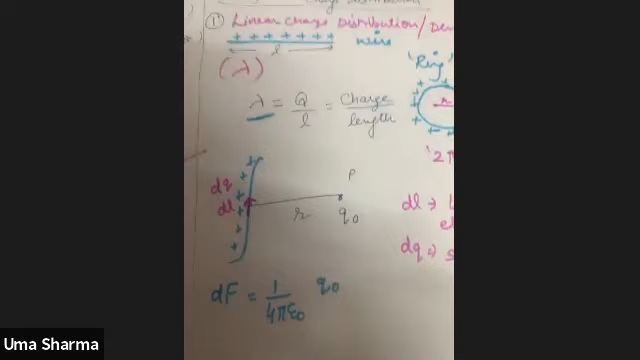 ① Linear charge Distribution/
+ + + + + + + wire
l
(λ)
'Ring'
λ = Q/l = Charge/length
r
'2π
dq
dl
P
r
q₀
dl →
dq ⇒
dF = 1/4πε₀ q₀
Uma Sharma